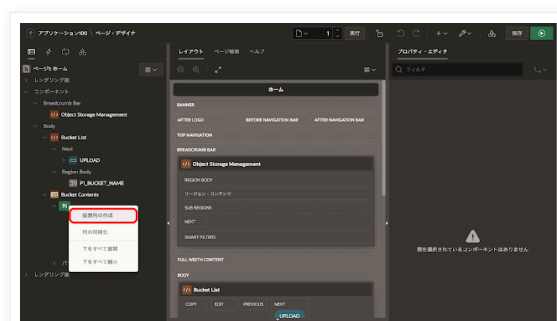 アプリケーション100 \ ページ・デザイナ
1
実行
保存
レイアウト
ページ検索
ヘルプ
プロパティ・エディタ
ページ1: ホーム
フィルタ
レンダリング前
コンポーネント
Breadcrumb Bar
Object Storage Management
Body
Bucket List
Next
UPLOAD
Region Body
P1_BUCKET_NAME
Bucket Contents
列
仮想列の作成
列の同期化
下をすべて展開
下をすべて縮小
レンダリング後
ホーム
BANNER
AFTER LOGO
BEFORE NAVIGATION BAR
AFTER NAVIGATION BAR
TOP NAVIGATION
BREADCRUMB BAR
Object Storage Management
REGION BODY
リージョン・コンテンツ
SUB REGIONS
NEXT
SMART FILTERS
FULL WIDTH CONTENT
BODY
Bucket List
COPY
EDIT
PREVIOUS
NEXT
UPLOAD
現在選択されているコンポーネントはありません